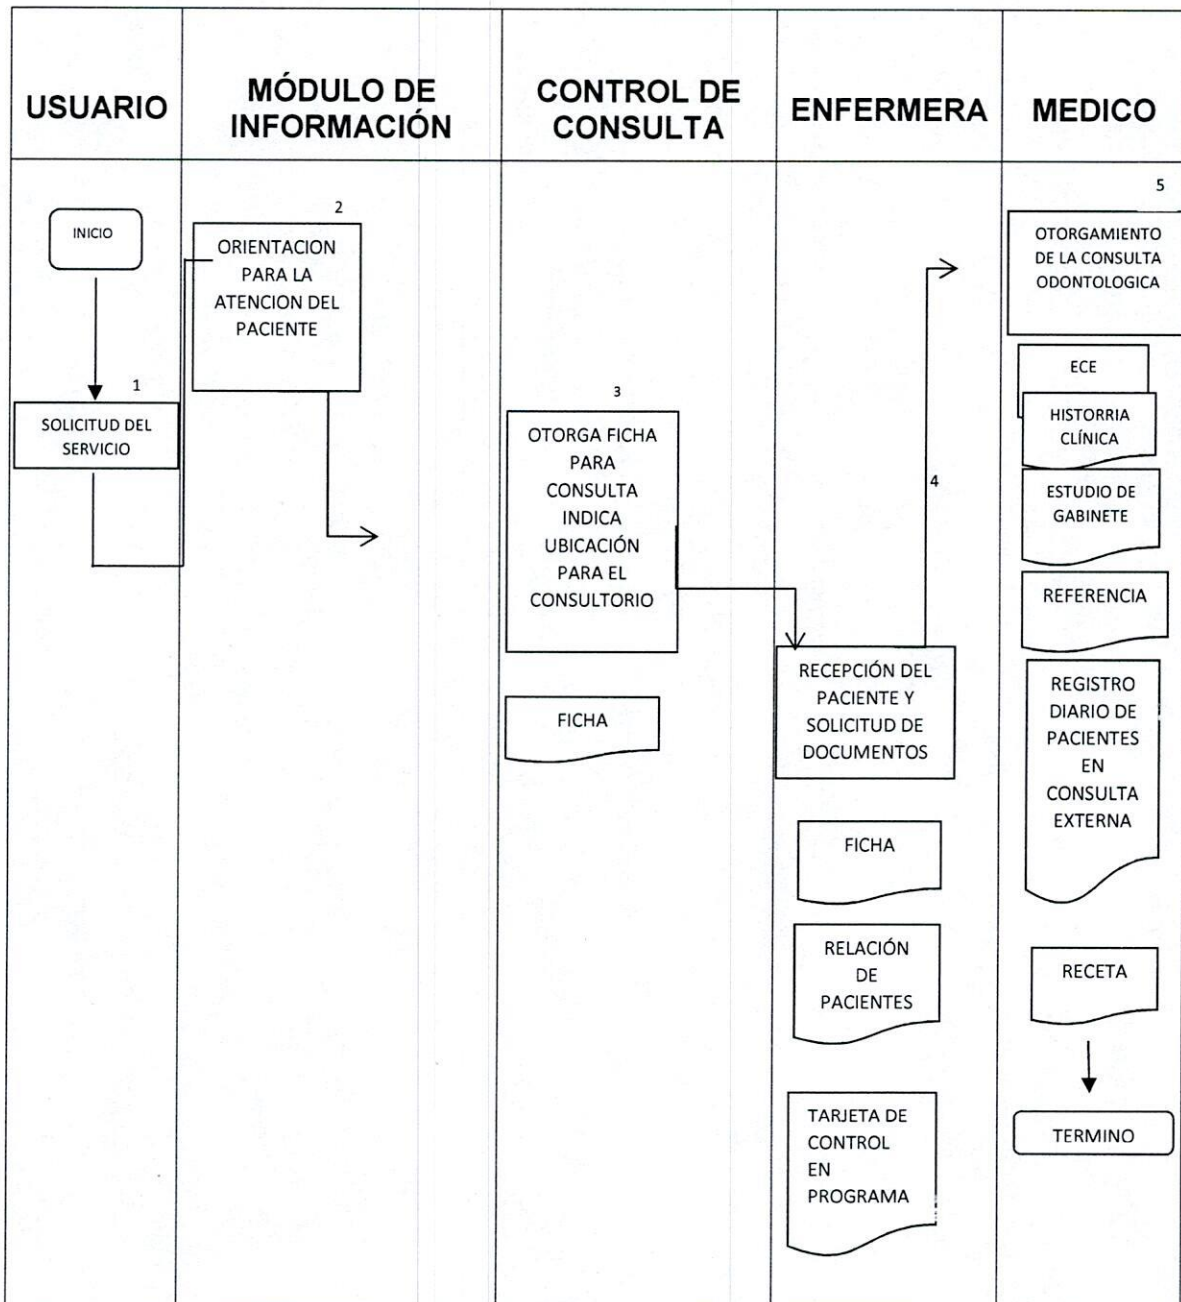 USUARIO
MÓDULO DE
INFORMACIÓN
CONTROL DE
CONSULTA
ENFERMERA
MEDICO
INICIO
1
SOLICITUD DEL
SERVICIO
2
ORIENTACION
PARA LA
ATENCION DEL
PACIENTE
3
OTORGA FICHA
PARA
CONSULTA
INDICA
UBICACIÓN
PARA EL
CONSULTORIO
FICHA
4
RECEPCIÓN DEL
PACIENTE Y
SOLICITUD DE
DOCUMENTOS
FICHA
RELACIÓN
DE
PACIENTES
TARJETA DE
CONTROL
EN
PROGRAMA
5
OTORGAMIENTO
DE LA CONSULTA
ODONTOLOGICA
ECE
HISTORRIA
CLÍNICA
ESTUDIO DE
GABINETE
REFERENCIA
REGISTRO
DIARIO DE
PACIENTES
EN
CONSULTA
EXTERNA
RECETA
TERMINO